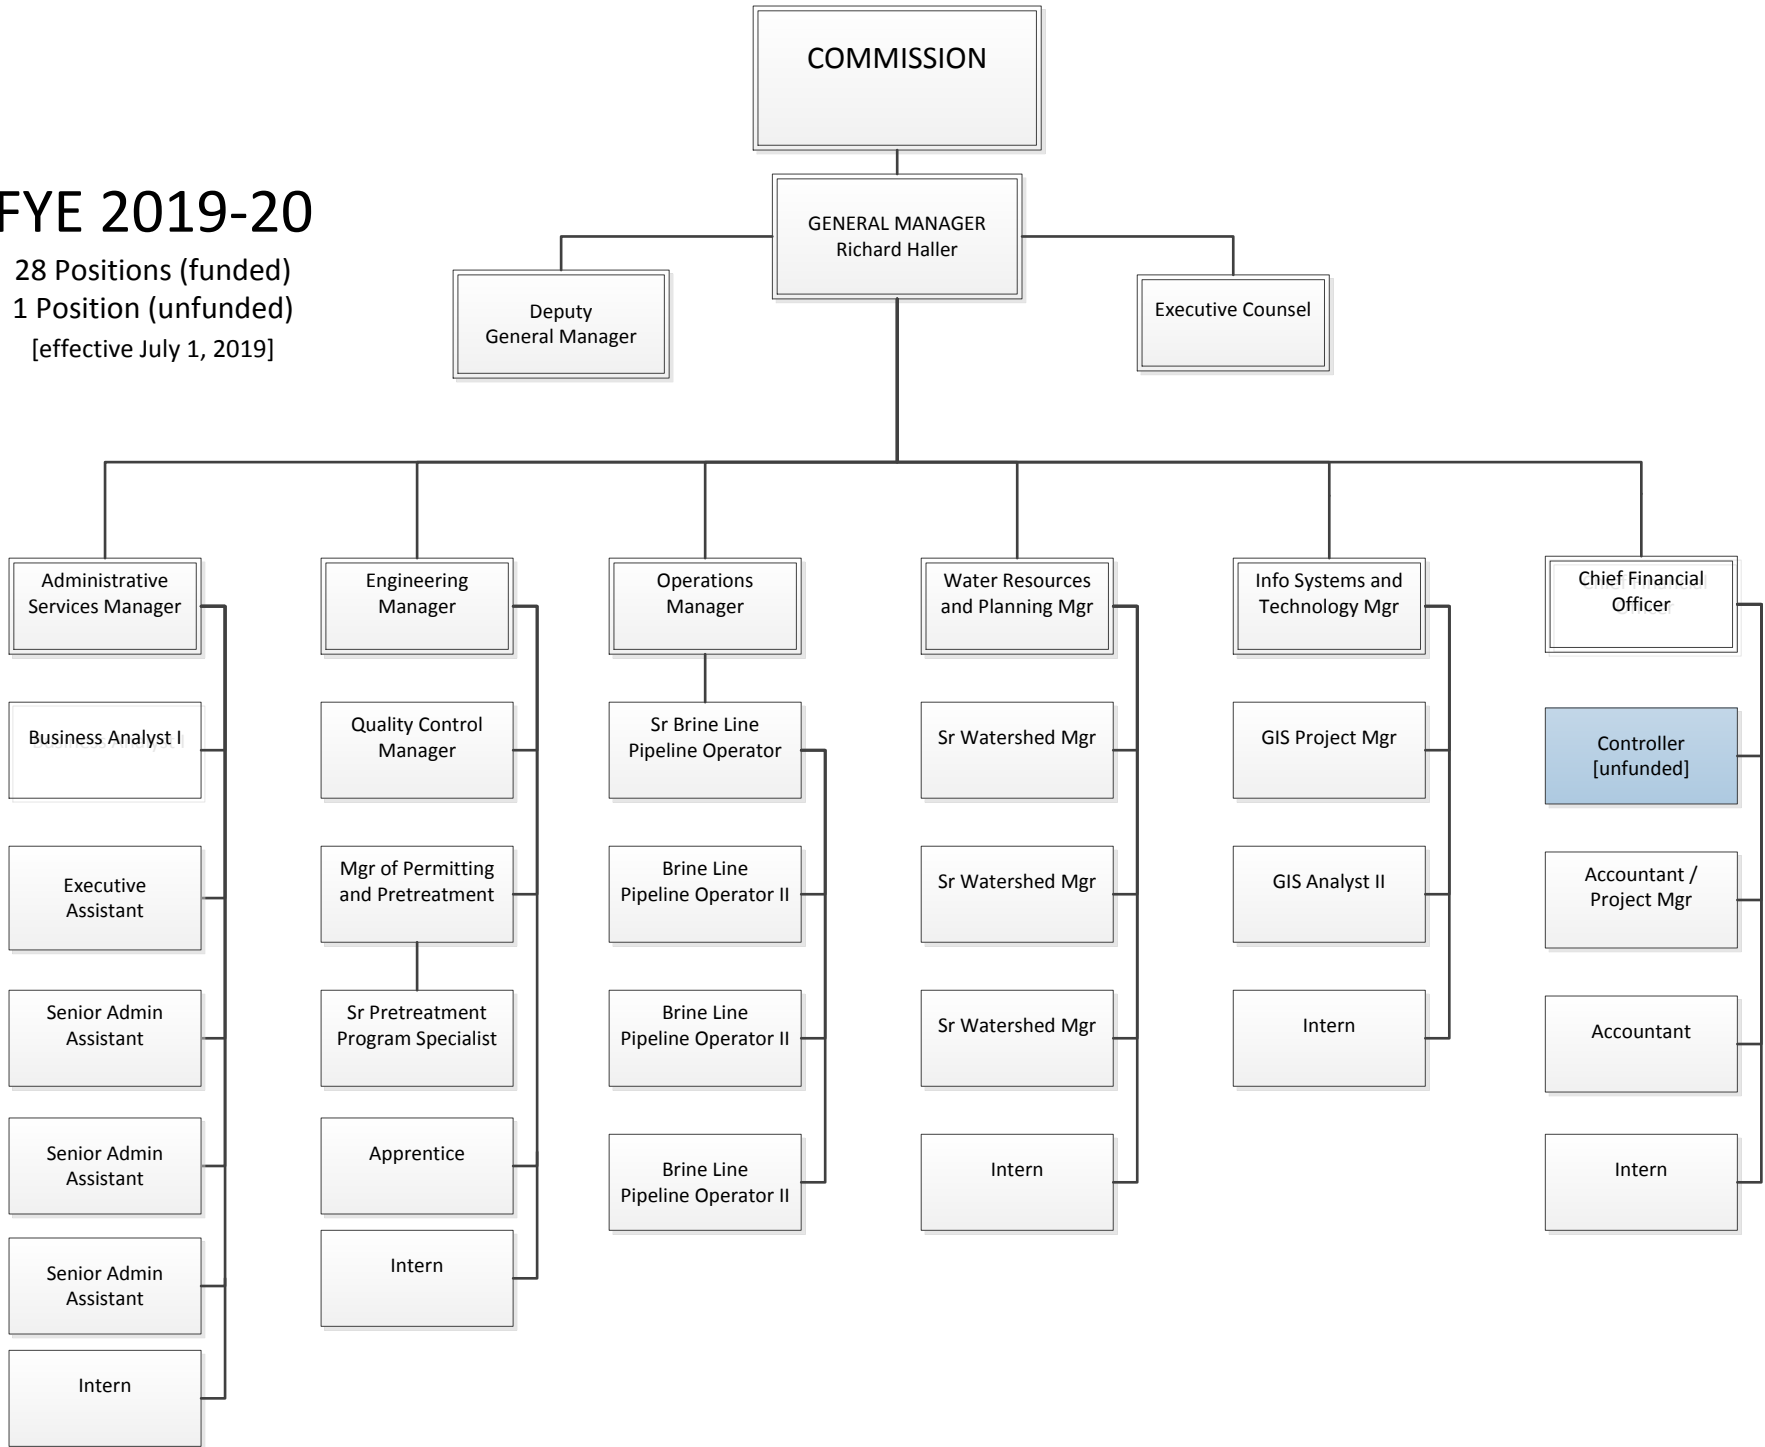 COMMISSION
GENERAL MANAGER
Richard Haller
FYE 2019-20
28 Positions (funded)
1 Position (unfunded)
[effective July 1, 2019]
Deputy
General Manager
Executive Counsel
Administrative
Services Manager
Business Analyst I
Executive
Assistant
Senior Admin
Assistant
Senior Admin
Assistant
Senior Admin
Assistant
Intern
Engineering
Manager
Quality Control
Manager
Mgr of Permitting
and Pretreatment
Sr Pretreatment
Program Specialist
Apprentice
Intern
Operations
Manager
Sr Brine Line
Pipeline Operator
Brine Line
Pipeline Operator II
Brine Line
Pipeline Operator II
Brine Line
Pipeline Operator II
Water Resources
and Planning Mgr
Sr Watershed Mgr
Sr Watershed Mgr
Sr Watershed Mgr
Intern
Info Systems and
Technology Mgr
GIS Project Mgr
GIS Analyst II
Intern
Chief Financial
Officer
Controller
[unfunded]
Accountant /
Project Mgr
Accountant
Intern